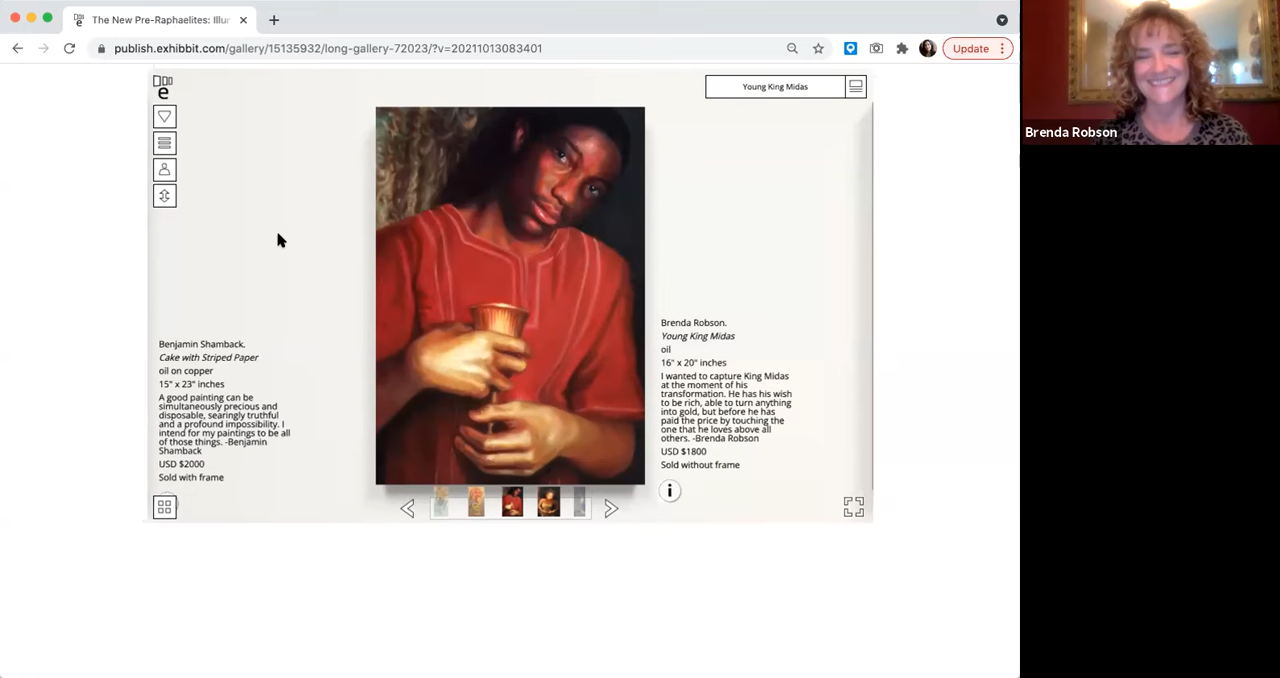 The New Pre-Raphaelites: Illur
publish.exhibbit.com/gallery/15135932/long-gallery-72023/?v=20211013083401
Update
e
Young King Midas
Brenda Robson
Benjamin Shamback.
Cake with Striped Paper
oil on copper
15" x 23" inches
A good painting can be
simultaneously precious and
disposable, searingly truthful
and a profound impossibility. I
intend for my paintings to be all
of those things. -Benjamin
Shamback
USD $2000
Sold with frame
Brenda Robson.
Young King Midas
oil
16" x 20" inches
I wanted to capture King Midas
at the moment of his
transformation. He has his wish
to be rich, able to turn anything
into gold, but before he has
paid the price by touching the
one that he loves above all
others. -Brenda Robson
USD $1800
Sold without frame
i